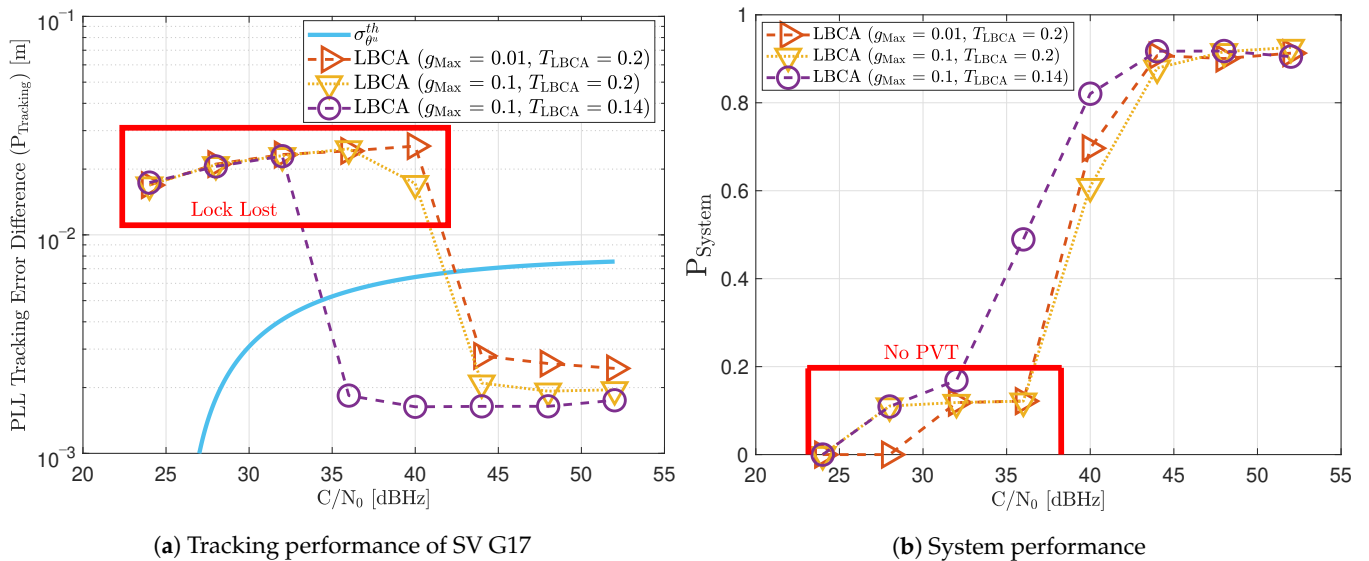 PLL Tracking Error Difference (P_Tracking) [m]
10^-1
10^-2
10^-3
σ_θ^u^th
LBCA (g_Max = 0.01, T_LBCA = 0.2)
LBCA (g_Max = 0.1, T_LBCA = 0.2)
LBCA (g_Max = 0.1, T_LBCA = 0.14)
Lock Lost
20 25 30 35 40 45 50 55
C/N_0 [dBHz]
(a) Tracking performance of SV G17
P_System
1
0.8
0.6
0.4
0.2
0
LBCA (g_Max = 0.01, T_LBCA = 0.2)
LBCA (g_Max = 0.1, T_LBCA = 0.2)
LBCA (g_Max = 0.1, T_LBCA = 0.14)
No PVT
20 25 30 35 40 45 50 55
C/N_0 [dBHz]
(b) System performance